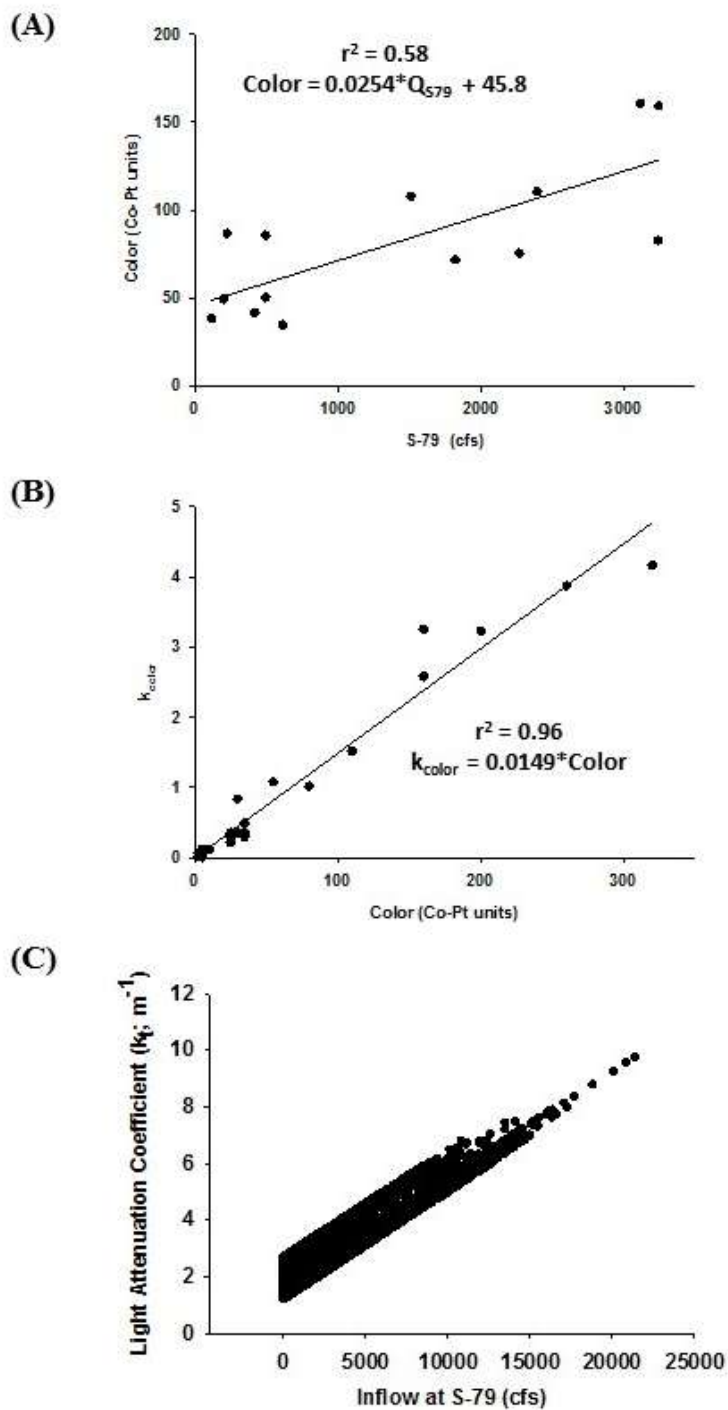 (A)
r² = 0.58
Color = 0.0254*Q_S79 + 45.8
200
150
100
50
0
Color (Co-Pt units)
0 1000 2000 3000
S-79 (cfs)
(B)
5
4
3
2
1
0
k_color
r² = 0.96
k_color = 0.0149*Color
0 100 200 300
Color (Co-Pt units)
(C)
12
10
8
6
4
2
0
Light Attenuation Coefficient (k_t; m⁻¹)
0 5000 10000 15000 20000 25000
Inflow at S-79 (cfs)